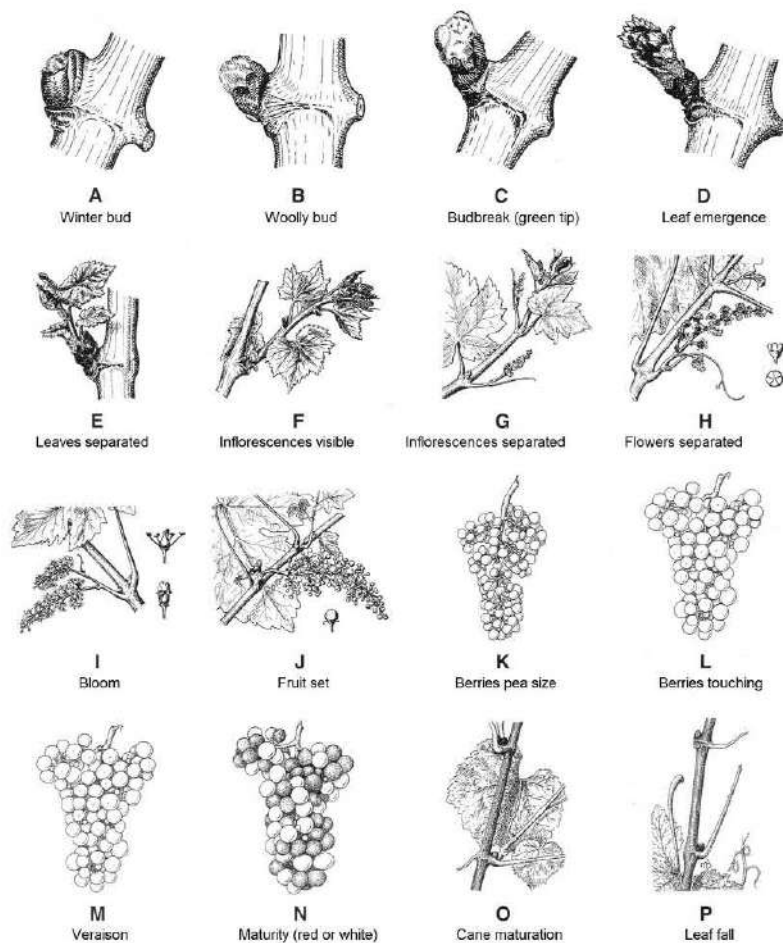 A B C D
Winter bud Woolly bud Budbreak (green tip) Leaf emergence
E F G H
Leaves separated Inflorescences visible Inflorescences separated Flowers separated
I J K L
Bloom Fruit set Berries pea size Berries touching
M N O P
Veraison Maturity (red or white) Cane maturation Leaf fall